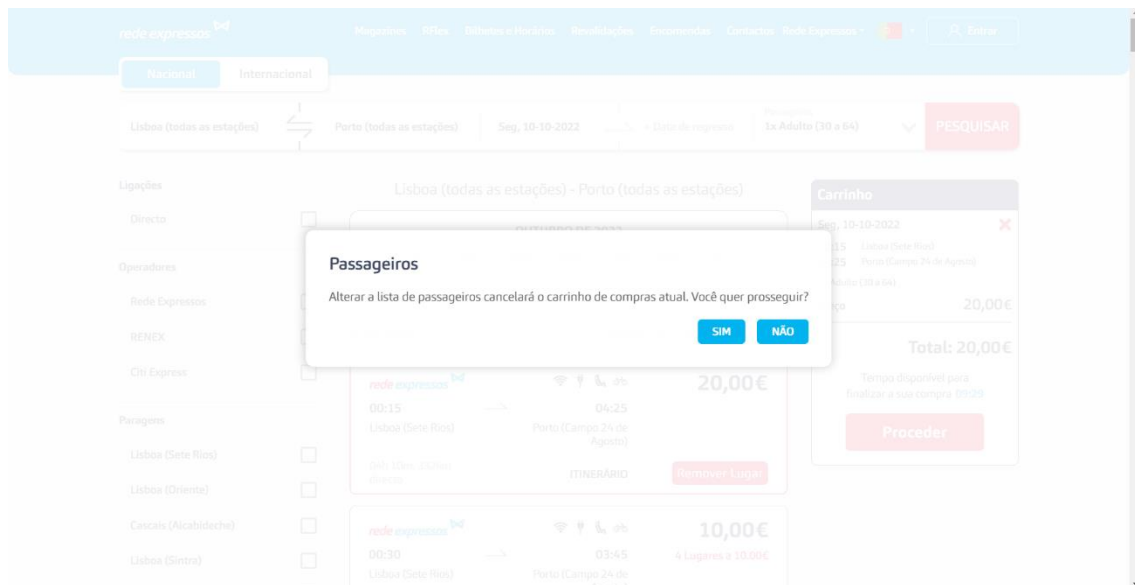 rede expressos
Magazines RFlex Bilhetes e Horários Revalidações Encomendas Contactos Rede Expressos
Entrar
Nacional Internacional
Lisboa (todas as estações) Porto (todas as estações) Seg, 10-10-2022 + Data de regresso 1x Adulto (30 a 64) PESQUISAR
Ligações
Directo
Operadores
Rede Expressos
RENEX
Citi Express
Paragens
Lisboa (Sete Rios)
Lisboa (Oriente)
Cascais (Alcabideche)
Lisboa (Sintra)
Lisboa (todas as estações) - Porto (todas as estações)
OUTUBRO DE 2022
Passageiros
Alterar a lista de passageiros cancelará o carrinho de compras atual. Você quer prosseguir?
SIM NÃO
rede expressos 20,00€
00:15 04:25
Lisboa (Sete Rios) Porto (Campo 24 de
Agosto)
ITINERÁRIO Remover Lugar
rede expressos 10,00€
00:30 03:45 4 Lugares a 10.00€
Lisboa (Sete Rios) Porto (Campo 24 de
Carrinho
Seg, 10-10-2022
:15 Lisboa (Sete Rios)
:25 Porto (Campo 24 de Agosto)
Adulto (30 a 64)
20,00€
Total: 20,00€
Tempo disponível para
finalizar a sua compra 09:29
Proceder